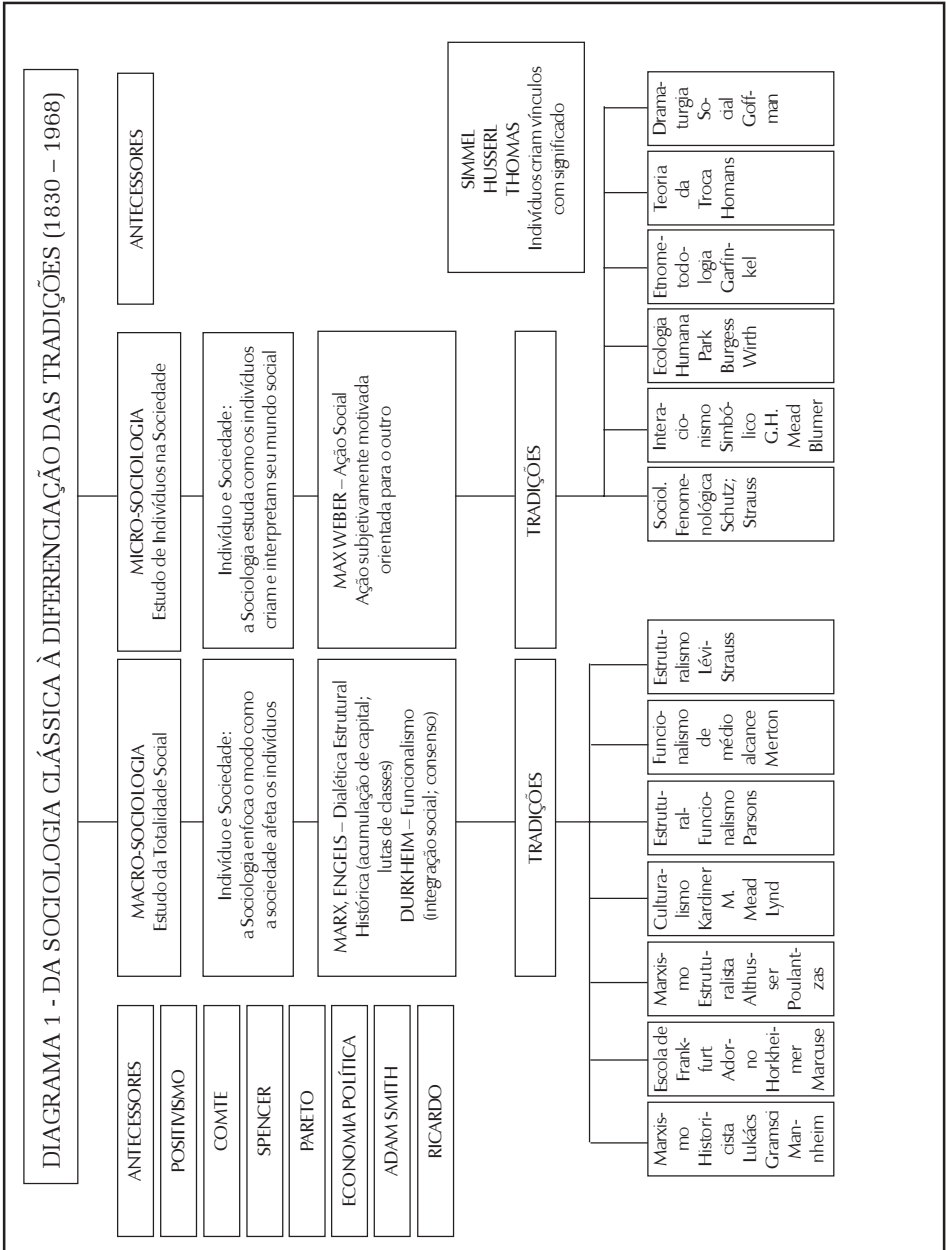 DIAGRAMA 1 - DA SOCIOLOGIA CLÁSSICA À DIFERENCIAÇÃO DAS TRADIÇÕES (1830 – 1968)
ANTECESSORES
POSITIVISMO
COMTE
SPENCER
PARETO
ECONOMIA POLÍTICA
ADAM SMITH
RICARDO
MACRO-SOCIOLOGIA
Estudo da Totalidade Social
Indivíduo e Sociedade:
a Sociologia enfoca o modo como
a sociedade afeta os indivíduos
MARX, ENGELS – Dialética Estrutural
Histórica (acumulação de capital;
lutas de classes)
DURKHEIM – Funcionalismo
(integração social; consenso)
TRADIÇÕES
MICRO-SOCIOLOGIA
Estudo de Indivíduos na Sociedade
Indivíduo e Sociedade:
a Sociologia estuda como os indivíduos
criam e interpretam seu mundo social
MAX WEBER – Ação Social
Ação subjetivamente motivada
orientada para o outro
TRADIÇÕES
ANTECESSORES
SIMMEL
HUSSERL
THOMAS
Indivíduos criam vínculos
com significado
Marxis-
mo
Histori-
cista
Lukács
Gramsci
Man-
nheim
Escola de
Frank-
furt
Ador-
no
Horkhei-
mer
Marcuse
Marxis-
mo
Estrutu-
ralista
Althus-
ser
Poulant-
zas
Cultura-
lismo
Kardiner
M.
Mead
Lynd
Estrutu-
ral-
Funcio-
nalismo
Parsons
Funcio-
nalismo
de
médio
alcance
Merton
Estrutu-
ralismo
Lévi-
Strauss
Sociol.
Fenome-
nológica
Schutz;
Strauss
Intera-
cio-
nismo
Simbó-
lico
G.H.
Mead
Blumer
Ecologia
Humana
Park
Burgess
Wirth
Etnome-
todo-
logia
Garfin-
kel
Teoria
da
Troca
Homans
Drama-
turgia
So-
cial
Goff-
man